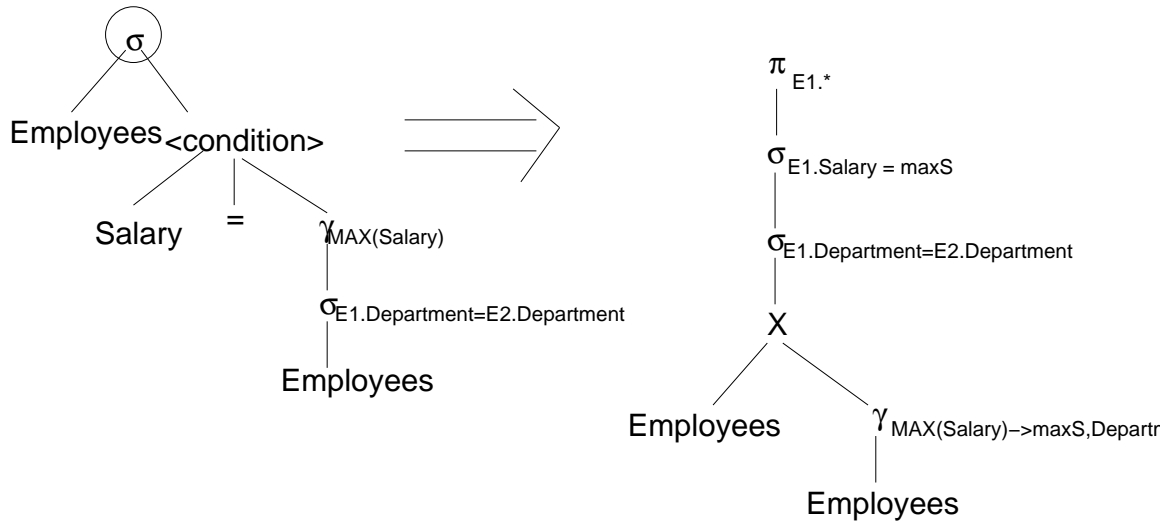 σ
Employees
<condition>
Salary
=
γMAX(Salary)
σE1.Department=E2.Department
Employees
πE1.*
σE1.Salary = maxS
σE1.Department=E2.Department
X
Employees
γMAX(Salary)−>maxS,Departm
Employees